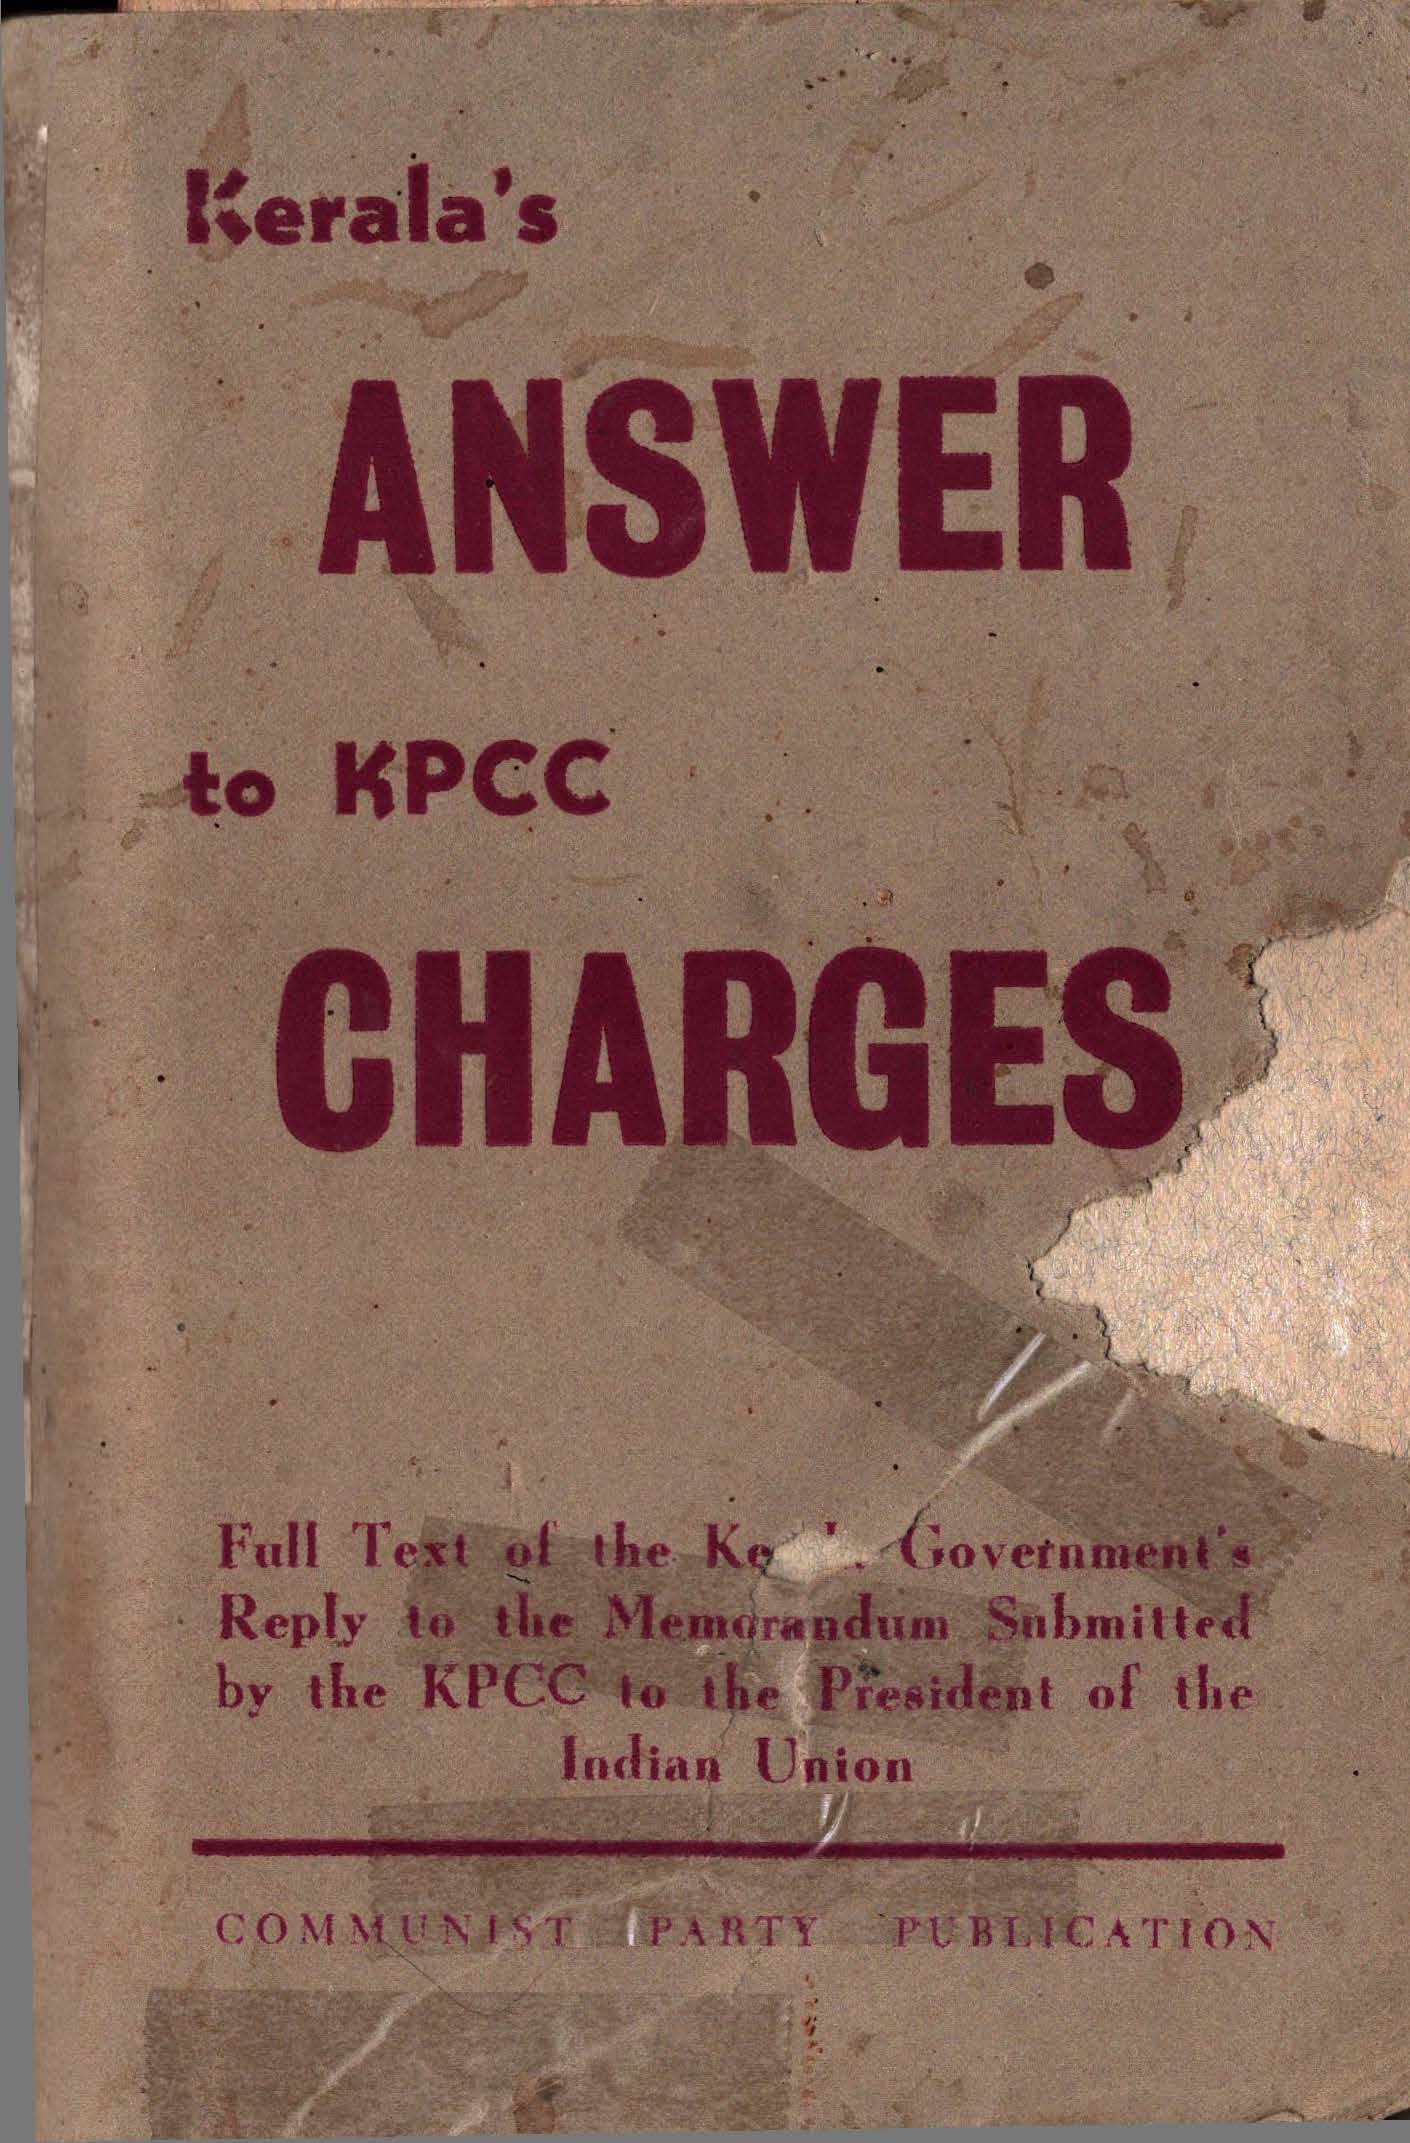 Kerala's
ANSWER
to KPCC
CHARGES
Full Text of the Government's
Reply to the Memorandum Submitted
by the KPCC to the President of the
Indian Union
COMMUNIST PARTY PUBLICATION